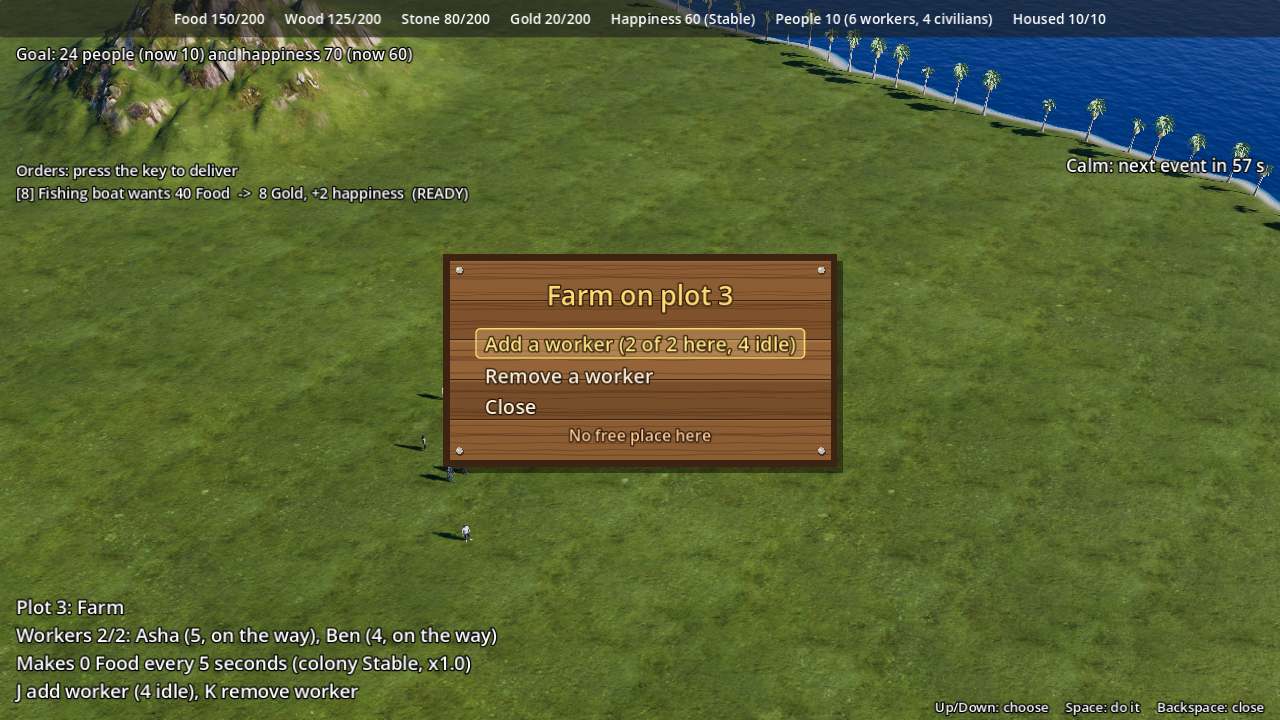 Food 150/200 Wood 125/200 Stone 80/200 Gold 20/200 Happiness 60 (Stable) People 10 (6 workers, 4 civilians) Housed 10/10
Goal: 24 people (now 10) and happiness 70 (now 60)
Orders: press the key to deliver
[8] Fishing boat wants 40 Food -> 8 Gold, +2 happiness (READY)
Calm: next event in 57 s
Farm on plot 3
Add a worker (2 of 2 here, 4 idle)
Remove a worker
Close
No free place here
Plot 3: Farm
Workers 2/2: Asha (5, on the way), Ben (4, on the way)
Makes 0 Food every 5 seconds (colony Stable, x1.0)
J add worker (4 idle), K remove worker
Up/Down: choose Space: do it Backspace: close